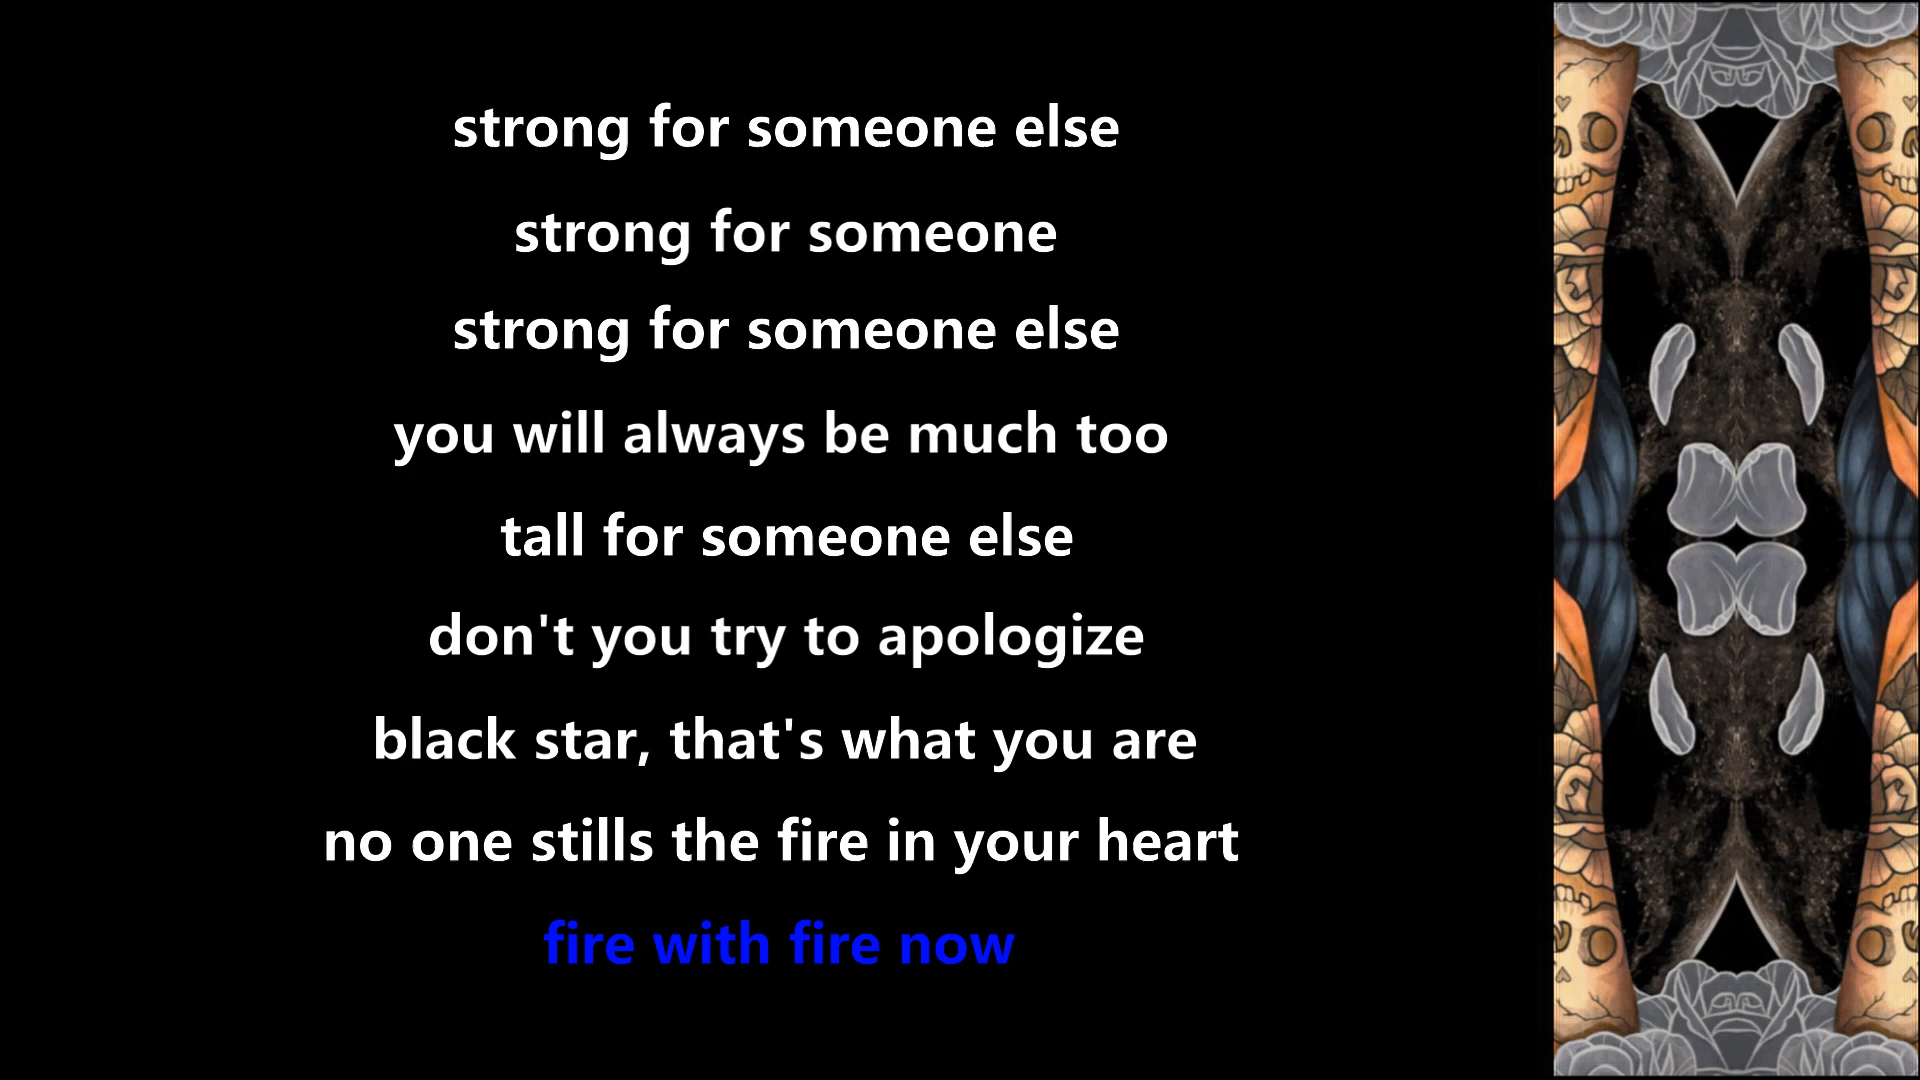 strong for someone else
strong for someone
strong for someone else
you will always be much too
tall for someone else
don't you try to apologize
black star, that's what you are
no one stills the fire in your heart
fire with fire now